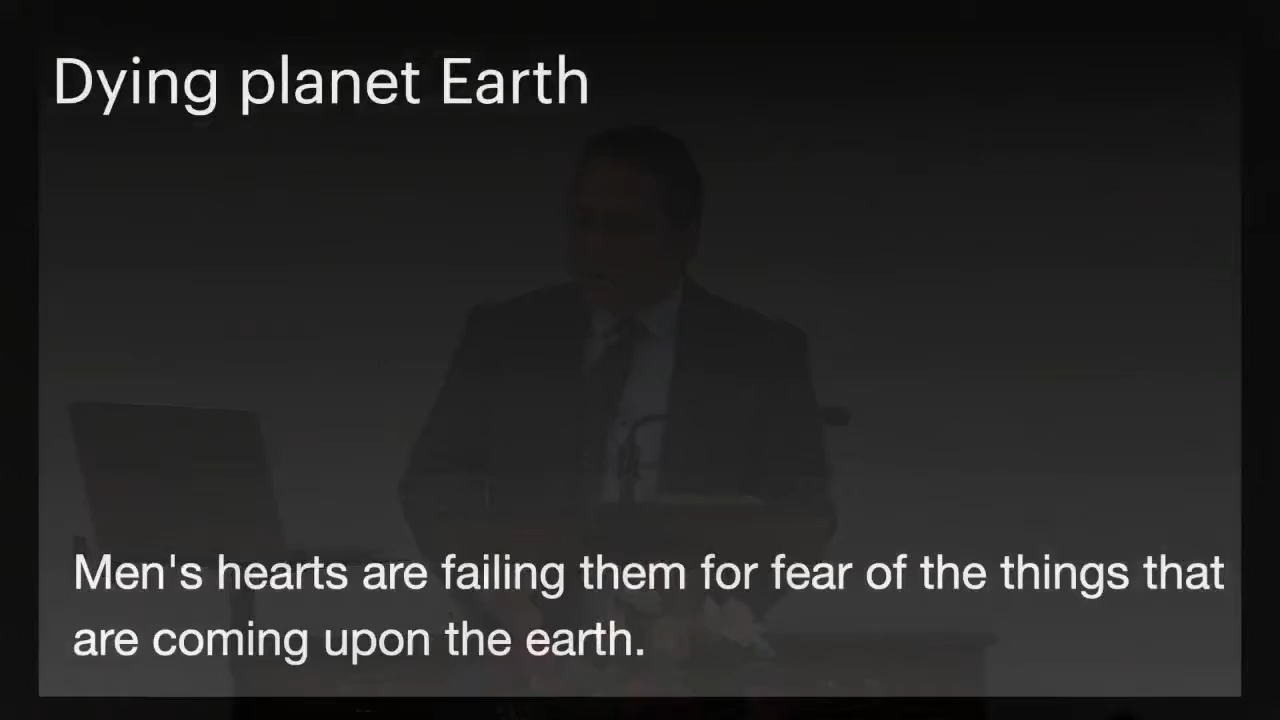 Dying planet Earth
Men's hearts are failing them for fear of the things that
are coming upon the earth.